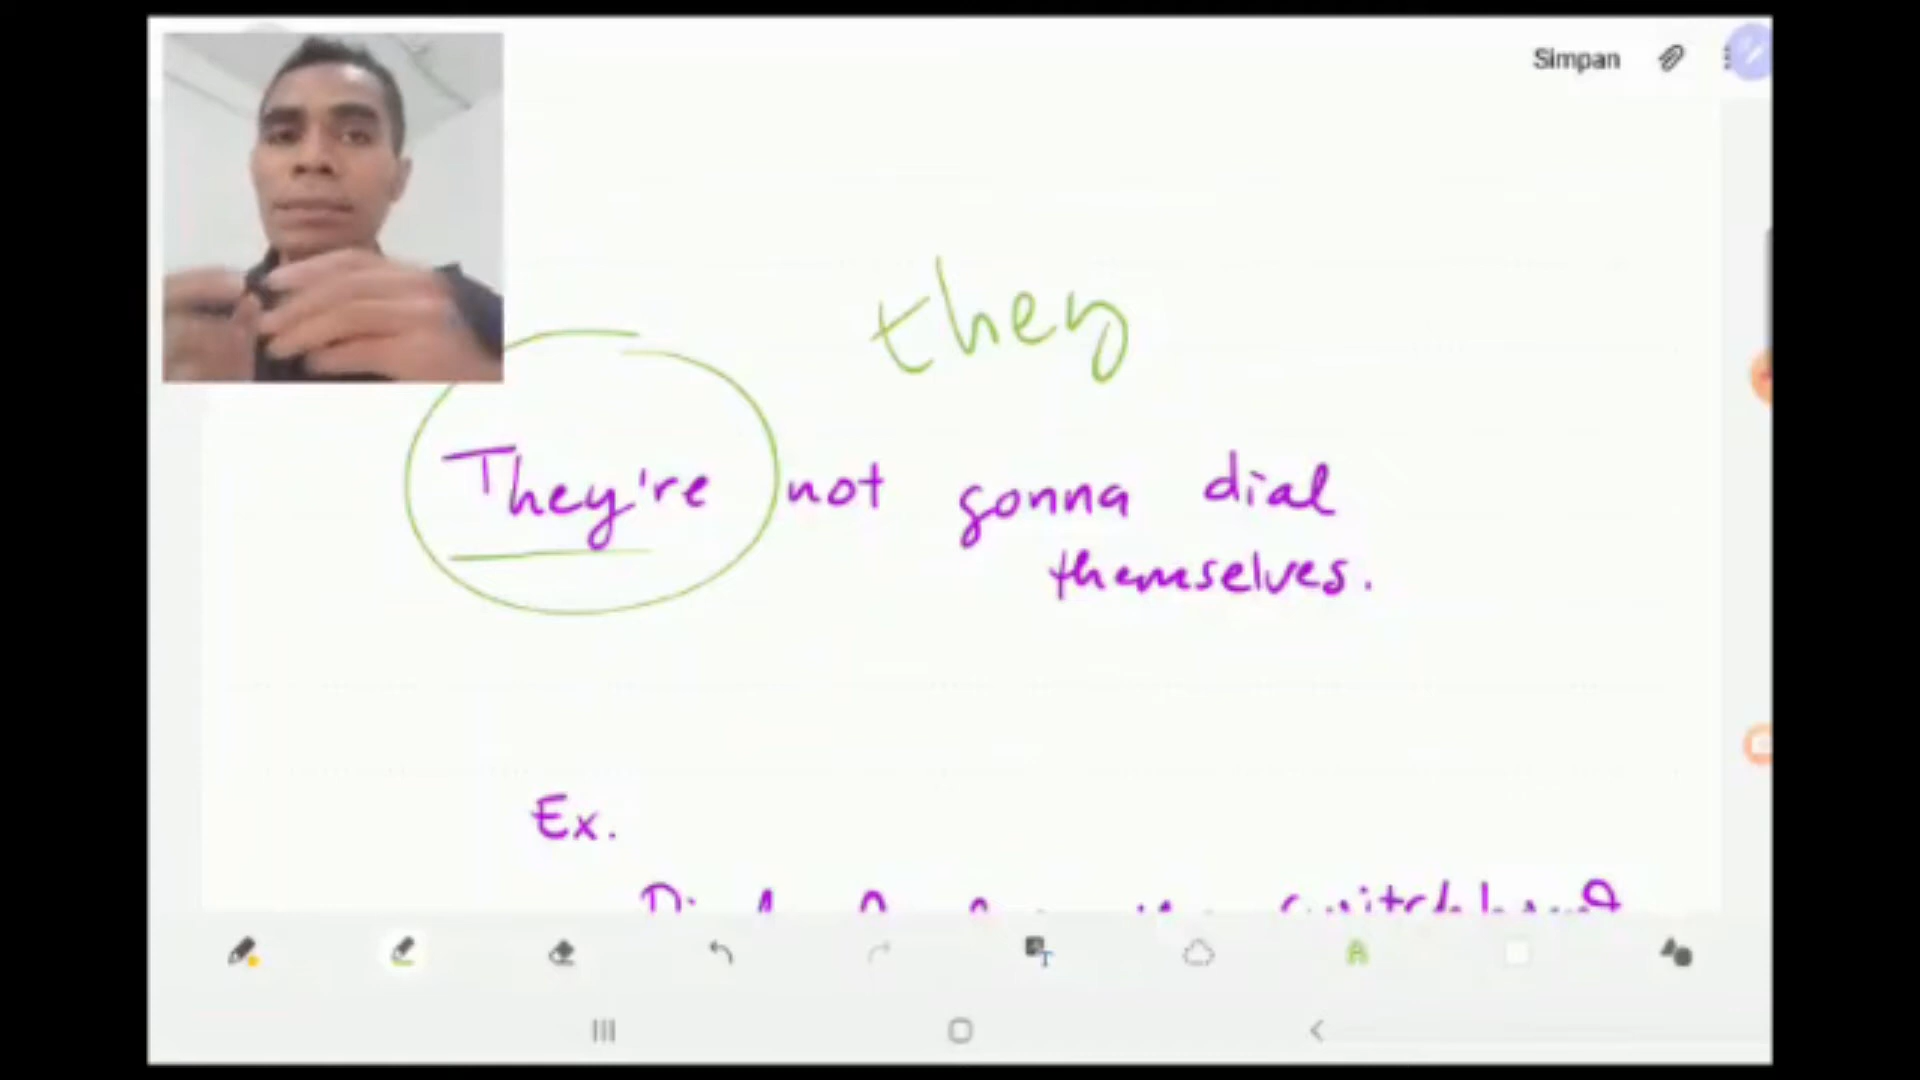 Simpan
they
They're not gonna dial
themselves.
Ex.